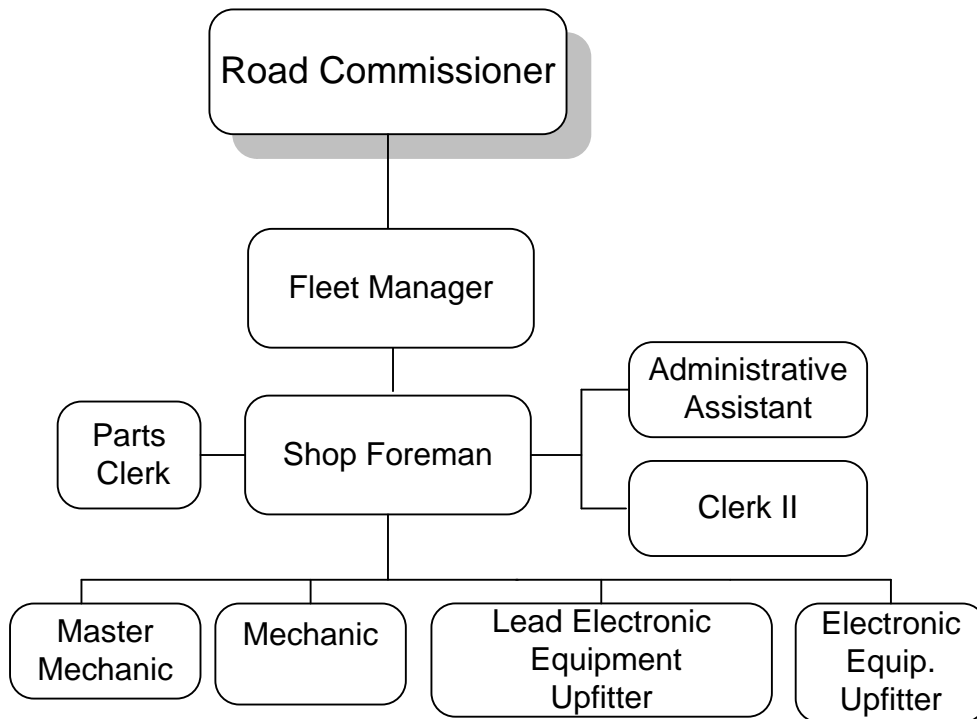 Road Commissioner
Fleet Manager
Administrative
Assistant
Parts
Clerk
Shop Foreman
Clerk II
Master
Mechanic
Mechanic
Lead Electronic
Equipment
Upfitter
Electronic
Equip.
Upfitter